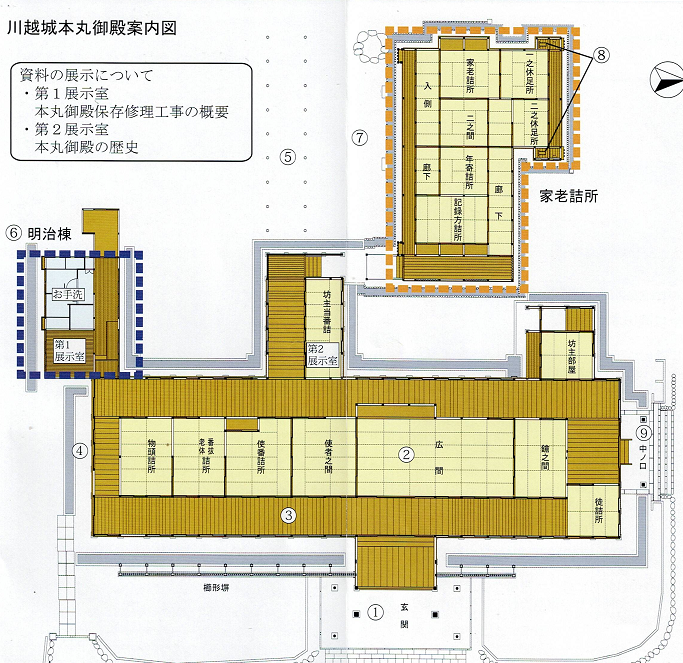 川越城本丸御殿案内図
資料の展示について
・第1展示室
本丸御殿保存修理工事の概要
・第2展示室
本丸御殿の歴史
⑤
⑦
⑧
入側
家老詰所
一之休足所
二之間
二之休足所
廊下
年寄詰所
廊下
記録方詰所
家老詰所
⑥ 明治棟
お手洗
第1
展示室
坊主当番詰
第2
展示室
坊主部屋
④
物頭詰所
番抜老体詰所
使番詰所
使者之間
②
広間
鏡之間
⑨
中ノ口
徒詰所
③
櫛形塀
①
玄関